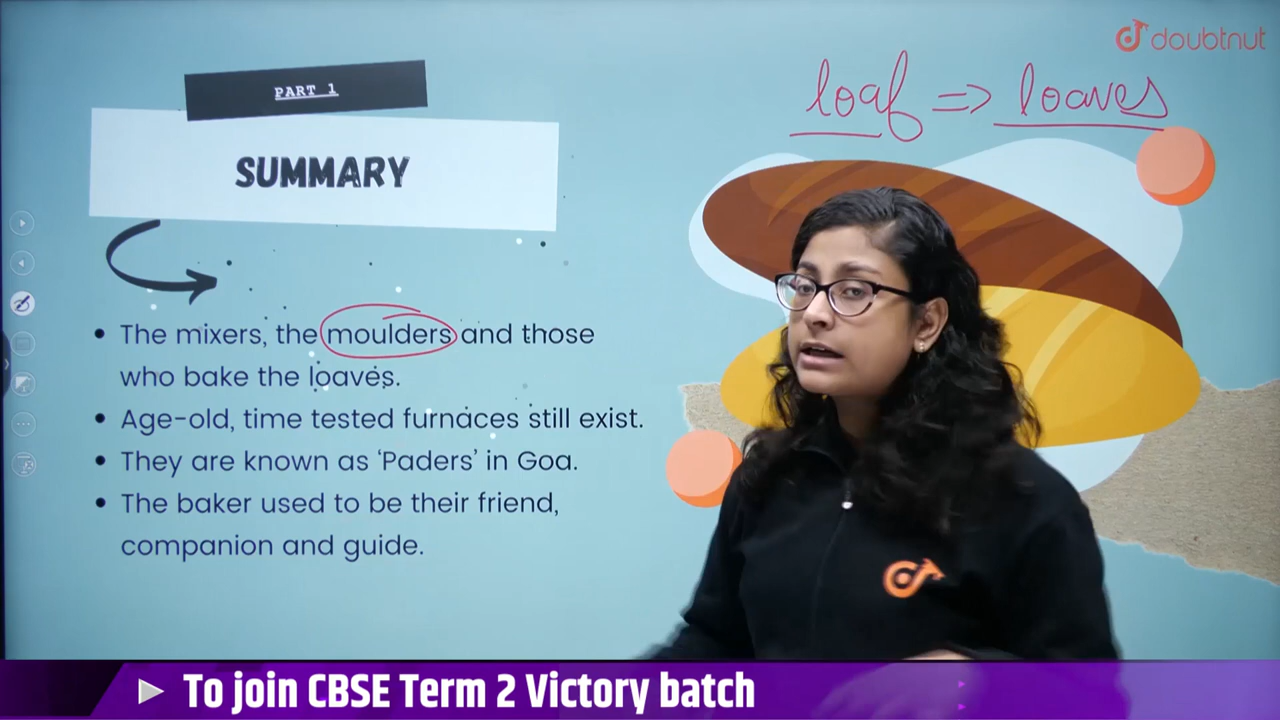 doubtnut
loaf => loaves
PART 1
SUMMARY
• The mixers, the moulders and those
who bake the loaves.
• Age-old, time tested furnaces still exist.
• They are known as ‘Paders’ in Goa.
• The baker used to be their friend,
companion and guide.
To join CBSE Term 2 Victory batch